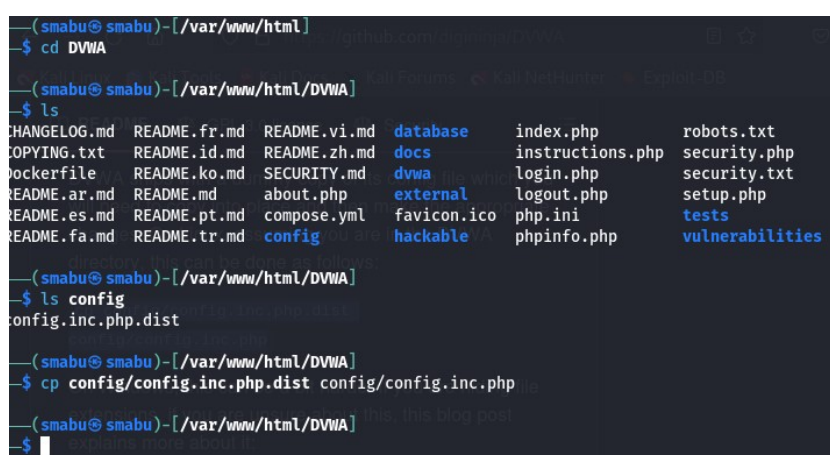 (smabu㉿smabu)-[/var/www/html]
$ cd DVWA
(smabu㉿smabu)-[/var/www/html/DVWA]
$ ls
CHANGELOG.md README.fr.md README.vi.md database index.php robots.txt
COPYING.txt README.id.md README.zh.md docs instructions.php security.php
Dockerfile README.ko.md SECURITY.md dvwa login.php security.txt
README.ar.md README.md about.php external logout.php setup.php
README.es.md README.pt.md compose.yml favicon.ico php.ini tests
README.fa.md README.tr.md config hackable phpinfo.php vulnerabilities
(smabu㉿smabu)-[/var/www/html/DVWA]
$ ls config
config.inc.php.dist
(smabu㉿smabu)-[/var/www/html/DVWA]
$ cp config/config.inc.php.dist config/config.inc.php
(smabu㉿smabu)-[/var/www/html/DVWA]
$